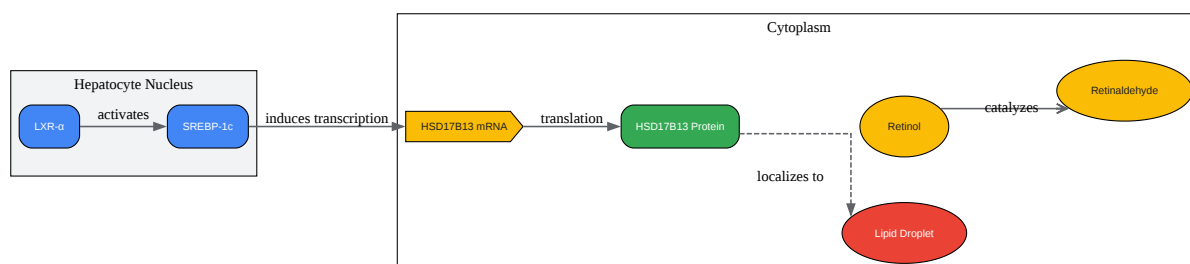 Cytoplasm
Hepatocyte Nucleus
LXR-α
activates
SREBP-1c
induces transcription
HSD17B13 mRNA
translation
HSD17B13 Protein
localizes to
Lipid Droplet
Retinol
catalyzes
Retinaldehyde